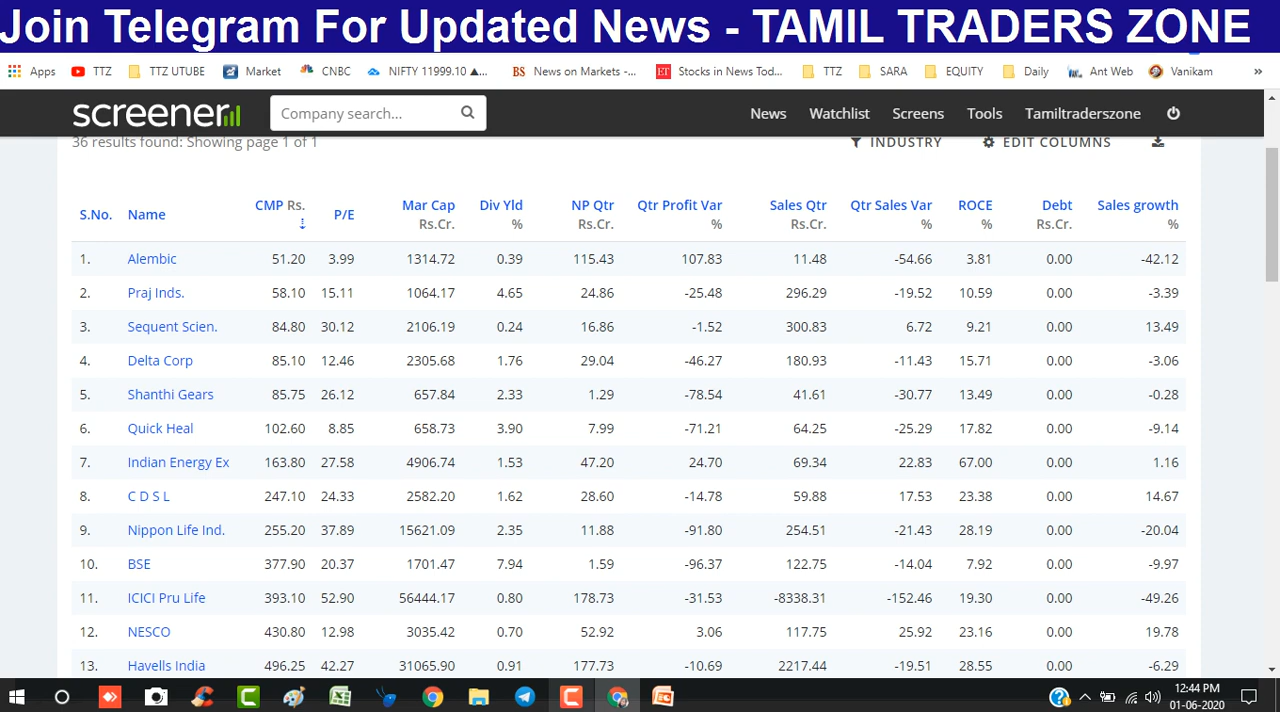 Join Telegram For Updated News - TAMIL TRADERS ZONE
Apps TTZ TTZ UTUBE Market CNBC NIFTY 11999.10 ▲... BS News on Markets -... ET Stocks in News Tod... TTZ SARA EQUITY Daily Ant Web Vanikam »
screener Company search... News Watchlist Screens Tools Tamiltraderszone
36 results found: Showing page 1 of 1 INDUSTRY EDIT COLUMNS
S.No. Name CMP Rs. ⇣ P/E Mar Cap Rs.Cr. Div Yld % NP Qtr Rs.Cr. Qtr Profit Var % Sales Qtr Rs.Cr. Qtr Sales Var % ROCE % Debt Rs.Cr. Sales growth %
1. Alembic 51.20 3.99 1314.72 0.39 115.43 107.83 11.48 -54.66 3.81 0.00 -42.12
2. Praj Inds. 58.10 15.11 1064.17 4.65 24.86 -25.48 296.29 -19.52 10.59 0.00 -3.39
3. Sequent Scien. 84.80 30.12 2106.19 0.24 16.86 -1.52 300.83 6.72 9.21 0.00 13.49
4. Delta Corp 85.10 12.46 2305.68 1.76 29.04 -46.27 180.93 -11.43 15.71 0.00 -3.06
5. Shanthi Gears 85.75 26.12 657.84 2.33 1.29 -78.54 41.61 -30.77 13.49 0.00 -0.28
6. Quick Heal 102.60 8.85 658.73 3.90 7.99 -71.21 64.25 -25.29 17.82 0.00 -9.14
7. Indian Energy Ex 163.80 27.58 4906.74 1.53 47.20 24.70 69.34 22.83 67.00 0.00 1.16
8. C D S L 247.10 24.33 2582.20 1.62 28.60 -14.78 59.88 17.53 23.38 0.00 14.67
9. Nippon Life Ind. 255.20 37.89 15621.09 2.35 11.88 -91.80 254.51 -21.43 28.19 0.00 -20.04
10. BSE 377.90 20.37 1701.47 7.94 1.59 -96.37 122.75 -14.04 7.92 0.00 -9.97
11. ICICI Pru Life 393.10 52.90 56444.17 0.80 178.73 -31.53 -8338.31 -152.46 19.30 0.00 -49.26
12. NESCO 430.80 12.98 3035.42 0.70 52.92 3.06 117.75 25.92 23.16 0.00 19.78
13. Havells India 496.25 42.27 31065.90 0.91 177.73 -10.69 2217.44 -19.51 28.55 0.00 -6.29
12:44 PM
01-06-2020